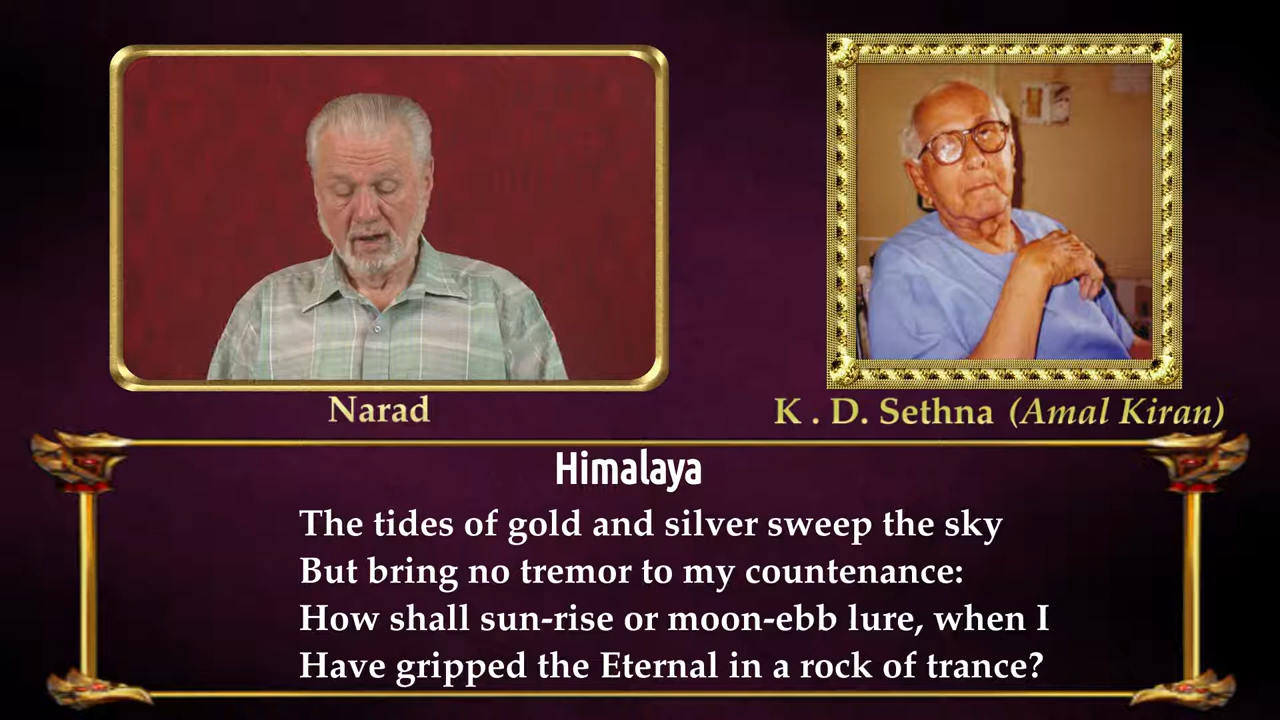 Narad
K . D. Sethna (Amal Kiran)
Himalaya
The tides of gold and silver sweep the sky
But bring no tremor to my countenance:
How shall sun-rise or moon-ebb lure, when I
Have gripped the Eternal in a rock of trance?